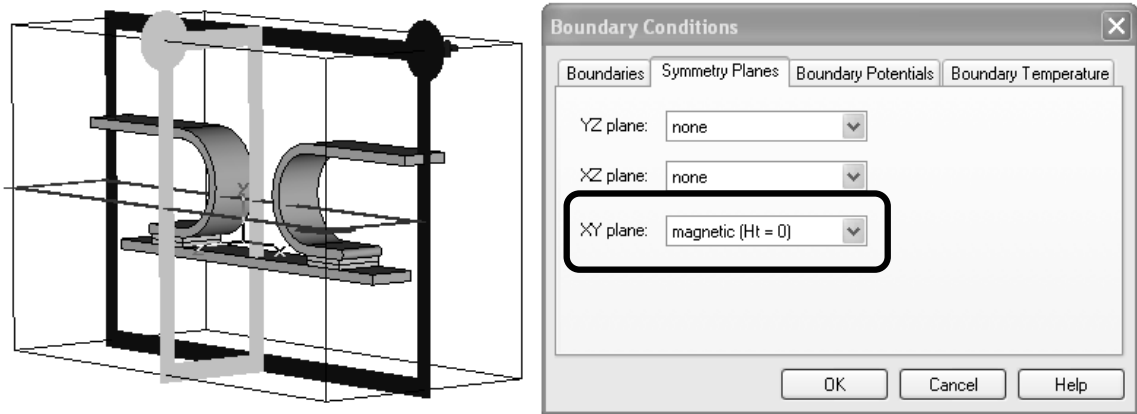 Boundary Conditions
Boundaries Symmetry Planes Boundary Potentials Boundary Temperature
YZ plane: none
XZ plane: none
XY plane: magnetic (Ht = 0)
OK Cancel Help
X
x